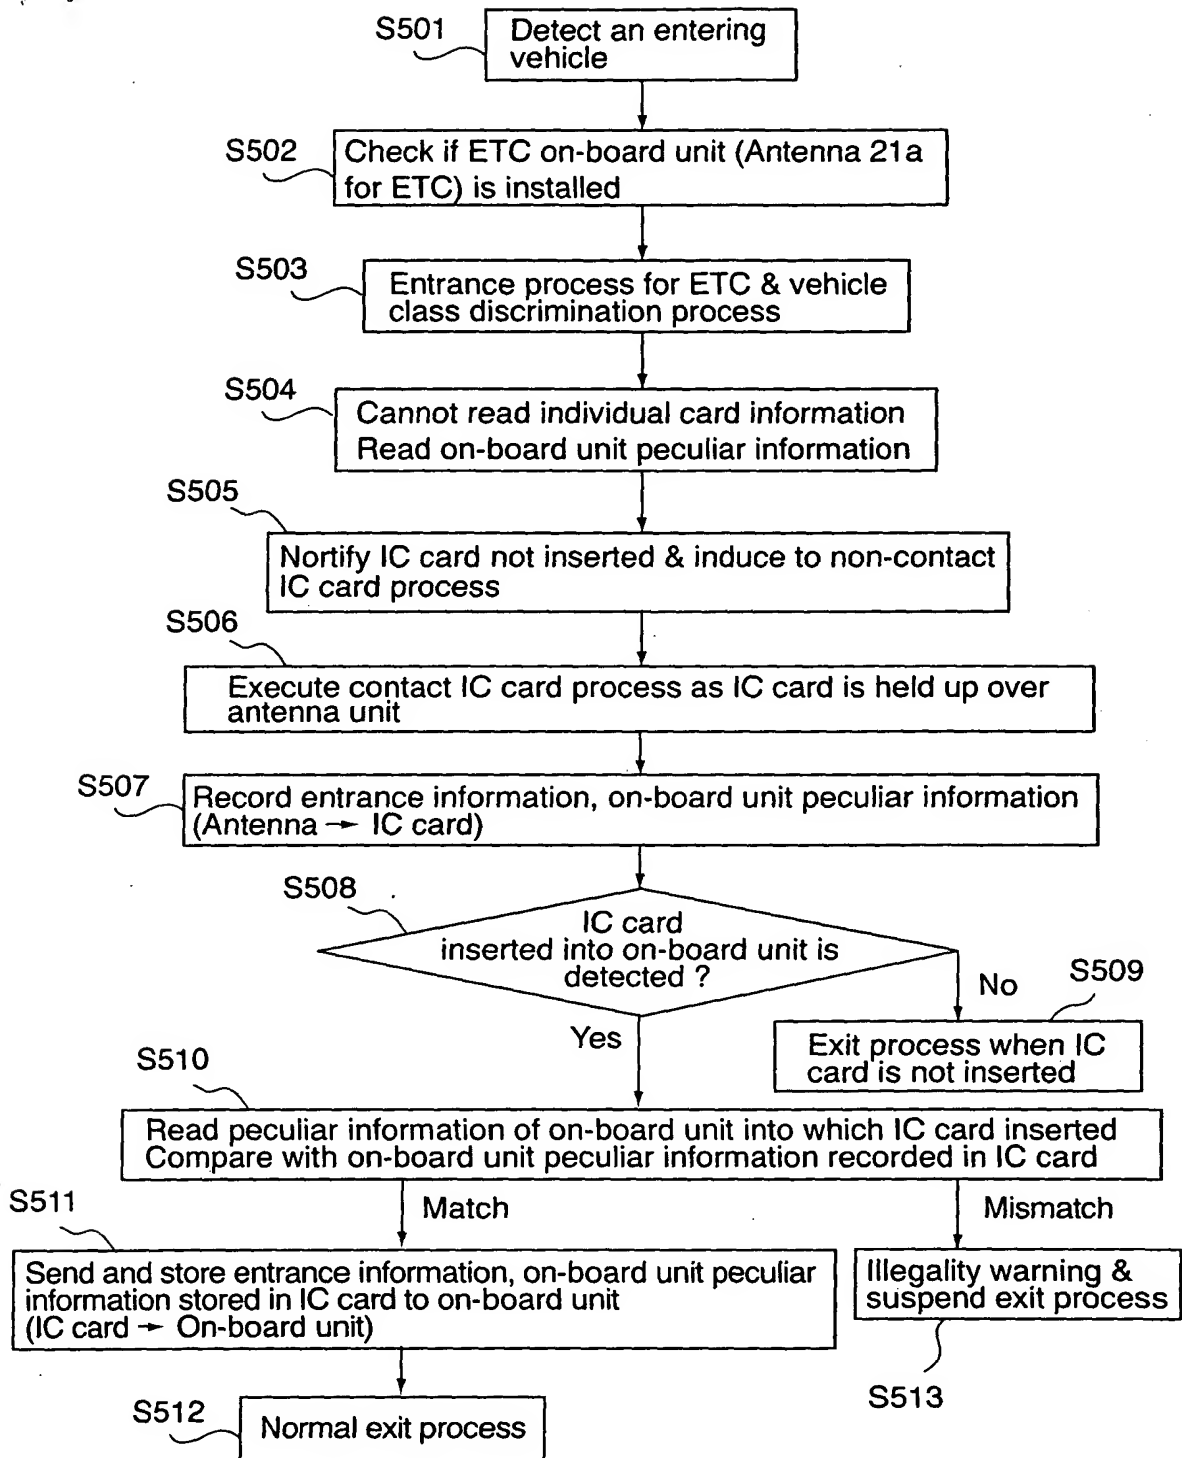 S501
Detect an entering
vehicle
S502
Check if ETC on-board unit (Antenna 21a
for ETC) is installed
S503
Entrance process for ETC & vehicle
class discrimination process
S504
Cannot read individual card information
Read on-board unit peculiar information
S505
Nortify IC card not inserted & induce to non-contact
IC card process
S506
Execute contact IC card process as IC card is held up over
antenna unit
S507
Record entrance information, on-board unit peculiar information
(Antenna → IC card)
S508
IC card
inserted into on-board unit is
detected ?
No
S509
Yes
Exit process when IC
card is not inserted
S510
Read peculiar information of on-board unit into which IC card inserted
Compare with on-board unit peculiar information recorded in IC card
S511
Match
Mismatch
Send and store entrance information, on-board unit peculiar
information stored in IC card to on-board unit
(IC card → On-board unit)
Illegality warning &
suspend exit process
S513
S512
Normal exit process